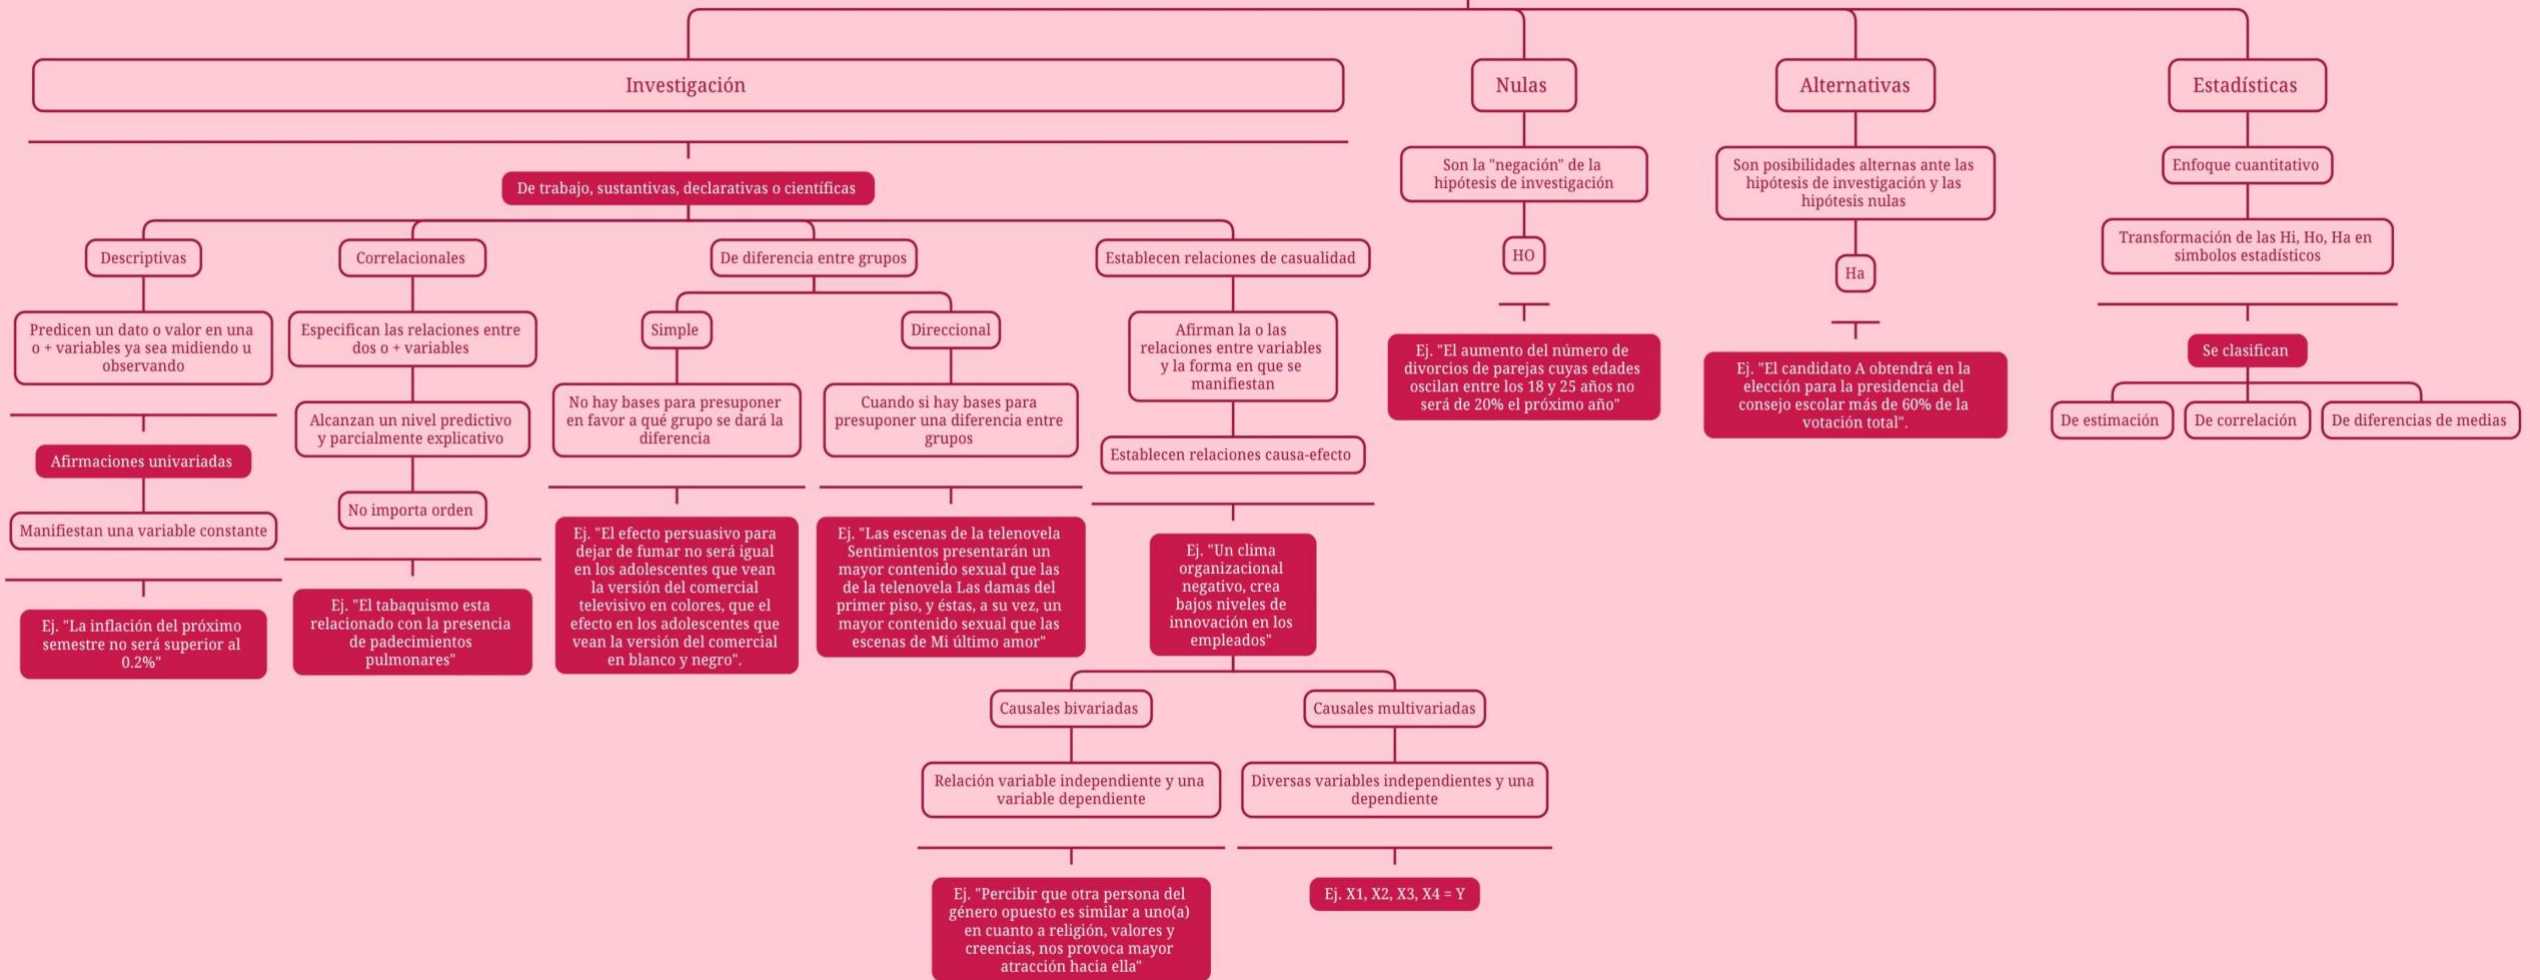 Investigación
De trabajo, sustantivas, declarativas o científicas
Descriptivas
Predicen un dato o valor en una
o + variables ya sea midiendo u
observando
Afirmaciones univariadas
Manifiestan una variable constante
Ej. "La inflación del próximo
semestre no será superior al
0.2%"
Correlacionales
Especifican las relaciones entre
dos o + variables
Alcanzan un nivel predictivo
y parcialmente explicativo
No importa orden
Ej. "El tabaquismo esta
relacionado con la presencia
de padecimientos
pulmonares"
De diferencia entre grupos
Simple
No hay bases para presuponer
en favor a qué grupo se dará la
diferencia
Ej. "El efecto persuasivo para
dejar de fumar no será igual
en los adolescentes que vean
la versión del comercial
televisivo en colores, que el
efecto en los adolescentes que
vean la versión del comercial
en blanco y negro".
Direccional
Cuando si hay bases para
presuponer una diferencia entre
grupos
Ej. "Las escenas de la telenovela
Sentimientos presentarán un
mayor contenido sexual que las
de la telenovela Las damas del
primer piso, y éstas, a su vez, un
mayor contenido sexual que las
escenas de Mi último amor"
Establecen relaciones de casualidad
Afirman la o las
relaciones entre variables
y la forma en que se
manifiestan
Establecen relaciones causa-efecto
Ej. "Un clima
organizacional
negativo, crea
bajos niveles de
innovación en los
empleados"
Causales bivariadas
Relación variable independiente y una
variable dependiente
Ej. "Percibir que otra persona del
género opuesto es similar a uno(a)
en cuanto a religión, valores y
creencias, nos provoca mayor
atracción hacia ella"
Causales multivariadas
Diversas variables independientes y una
dependiente
Ej. X1, X2, X3, X4 = Y
Nulas
Son la "negación" de la
hipótesis de investigación
HO
Ej. "El aumento del número de
divorcios de parejas cuyas edades
oscilan entre los 18 y 25 años no
será de 20% el próximo año"
Alternativas
Son posibilidades alternas ante las
hipótesis de investigación y las
hipótesis nulas
Ha
Ej. "El candidato A obtendrá en la
elección para la presidencia del
consejo escolar más de 60% de la
votación total".
Estadísticas
Enfoque cuantitativo
Transformación de las Hi, Ho, Ha en
simbolos estadísticos
Se clasifican
De estimación
De correlación
De diferencias de medias